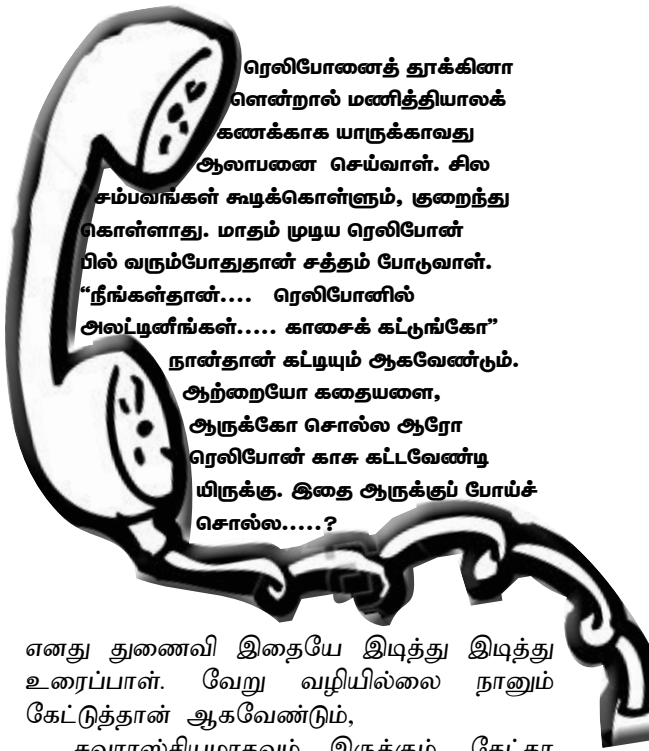 ரெலிபோனைத் தூக்கினா
ளென்றால் மணித்தியாலக்
கணக்காக யாருக்காவது
ஆலாபனை செய்வாள். சில
சம்பவங்கள் கூடிக்கொள்ளும், குறைந்து
கொள்ளாது. மாதம் முடிய ரெலிபோன்
பில் வரும்போதுதான் சத்தம் போடுவாள்.
“நீங்கள்தான்.... ரெலிபோனில்
அலட்டினீங்கள்..... காசைக் கட்டுங்கோ”
நான்தான் கட்டியும் ஆகவேண்டும்.
ஆற்றையோ கதையளை,
ஆருக்கோ சொல்ல ஆரோ
ரெலிபோன் காசு கட்டவேண்டி
யிருக்கு. இதை ஆருக்குப் போய்ச்
சொல்ல.....?
எனது துணைவி இதையே இடித்து இடித்து
உரைப்பாள். வேறு வழியில்லை நானும்
கேட்டுத்தான் ஆகவேண்டும்,
இருக்கும்